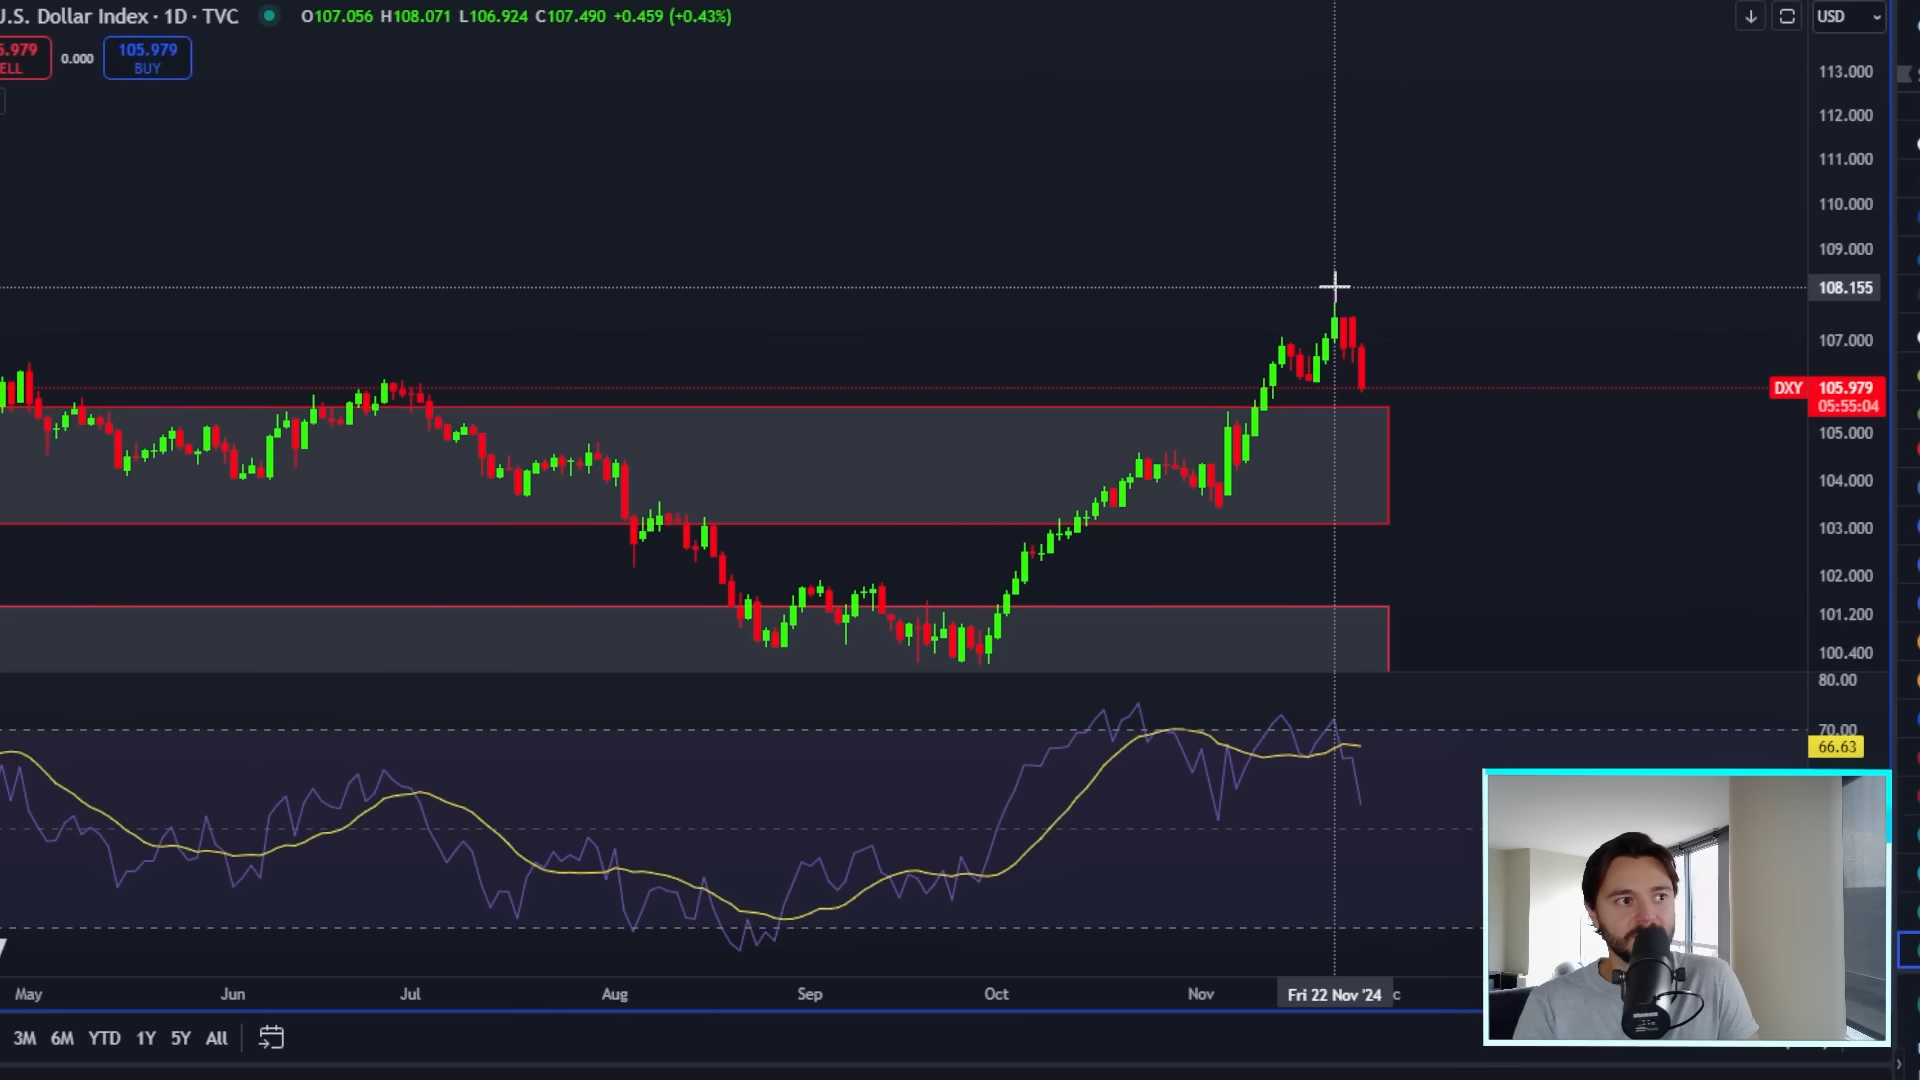 U.S. Dollar Index · 1D · TVC O107.056 H108.071 L106.924 C107.490 +0.459 (+0.43%)
USD
5.979
ELL
0.000
105.979
BUY
113.000
112.000
111.000
110.000
109.000
108.155
107.000
DXY 105.979
05:55:04
105.000
104.000
103.000
102.000
101.200
100.400
80.00
70.00
66.63
May Jun Jul Aug Sep Oct Nov Fri 22 Nov '24 c
3M 6M YTD 1Y 5Y All